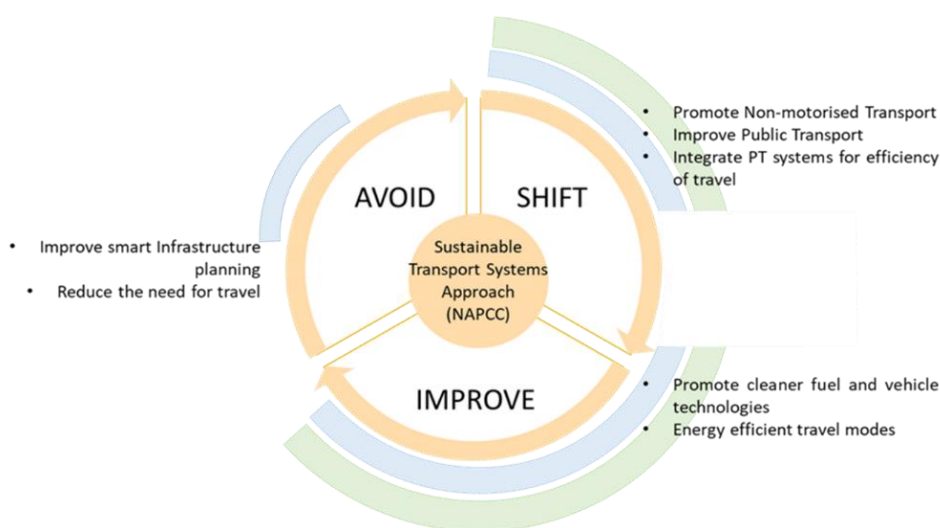 AVOID
SHIFT
IMPROVE
Sustainable
Transport Systems
Approach
(NAPCC)
• Promote Non-motorised Transport
• Improve Public Transport
• Integrate PT systems for efficiency
of travel
• Improve smart Infrastructure
planning
• Reduce the need for travel
• Promote cleaner fuel and vehicle
technologies
• Energy efficient travel modes